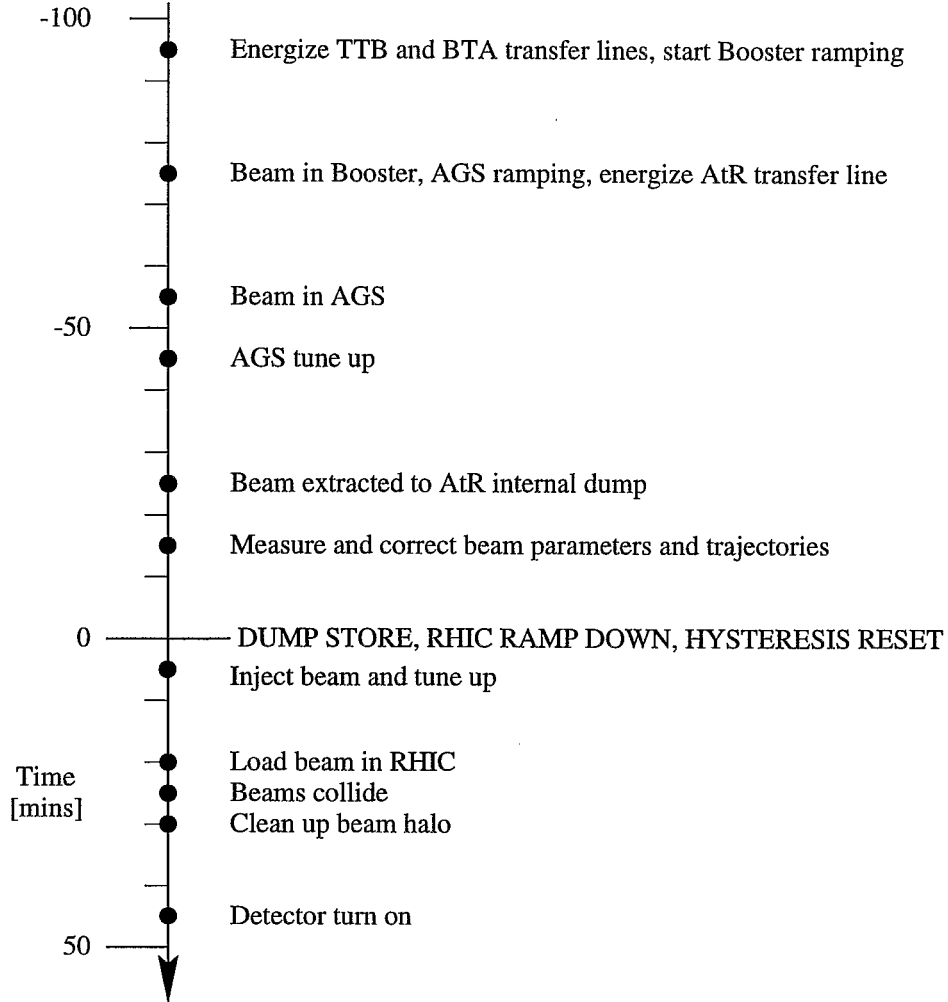 -100
Energize TTB and BTA transfer lines, start Booster ramping
Beam in Booster, AGS ramping, energize AtR transfer line
Beam in AGS
-50
AGS tune up
Beam extracted to AtR internal dump
Measure and correct beam parameters and trajectories
0
DUMP STORE, RHIC RAMP DOWN, HYSTERESIS RESET
Inject beam and tune up
Load beam in RHIC
Time
[mins]
Beams collide
Clean up beam halo
Detector turn on
50